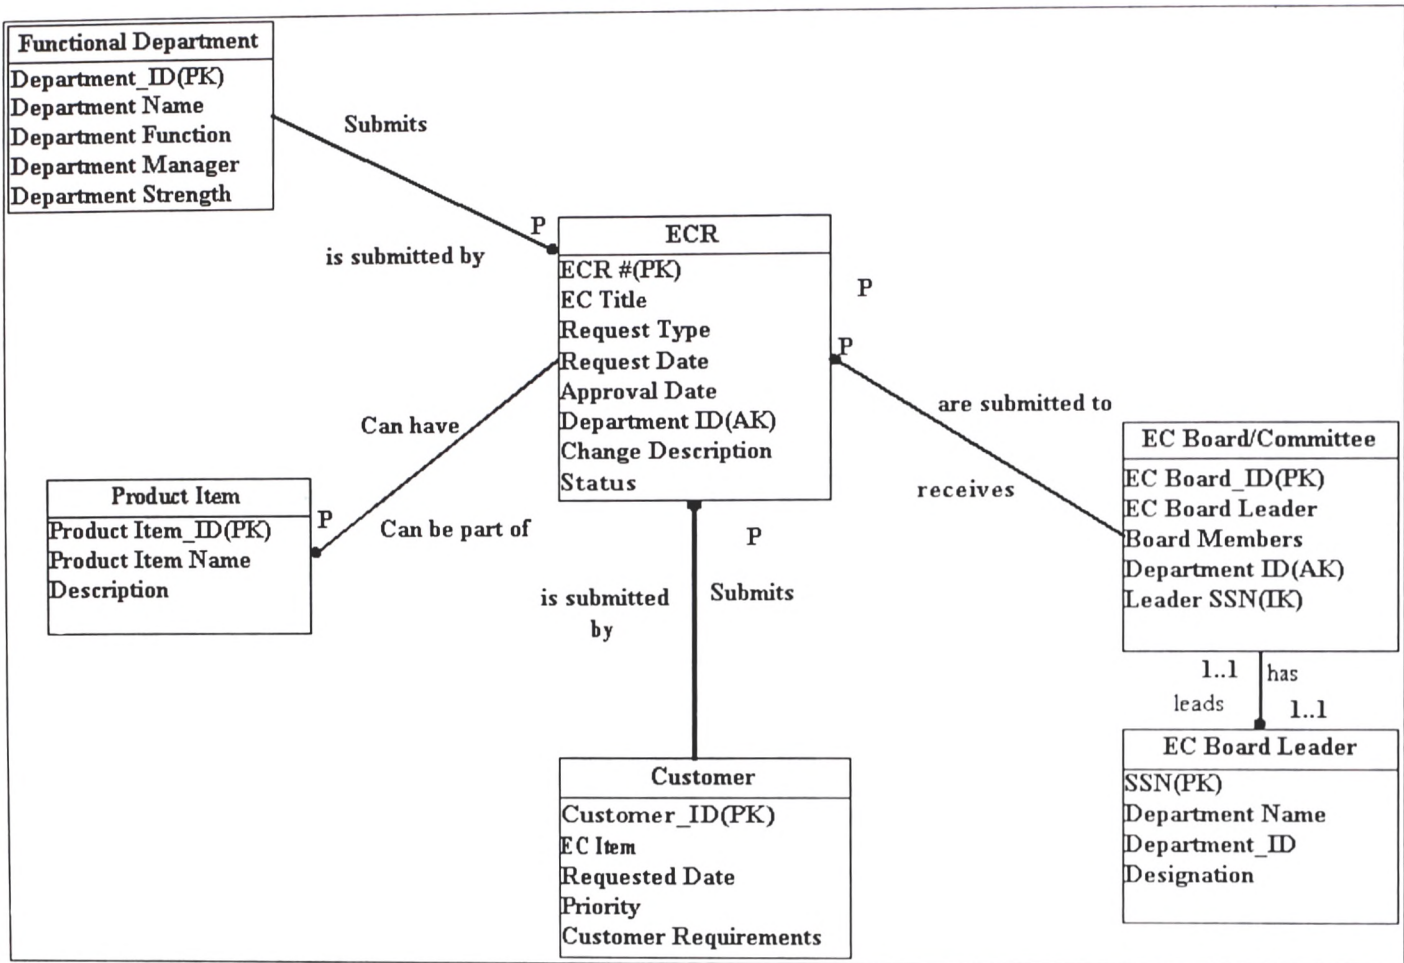 Functional Department
Department_ID(PK)
Department Name
Department Function
Department Manager
Department Strength
Submits
P
is submitted by
ECR
ECR #(PK)
EC Title
Request Type
Request Date
Approval Date
Department ID(AK)
Change Description
Status
P
P
are submitted to
receives
Can have
Can be part of
P
Product Item
Product Item_ID(PK)
Product Item Name
Description
EC Board/Committee
EC Board_ID(PK)
EC Board Leader
Board Members
Department ID(AK)
Leader SSN(IK)
1..1
has
leads
1..1
EC Board Leader
SSN(PK)
Department Name
Department_ID
Designation
P
is submitted
by
Submits
Customer
Customer_ID(PK)
EC Item
Requested Date
Priority
Customer Requirements